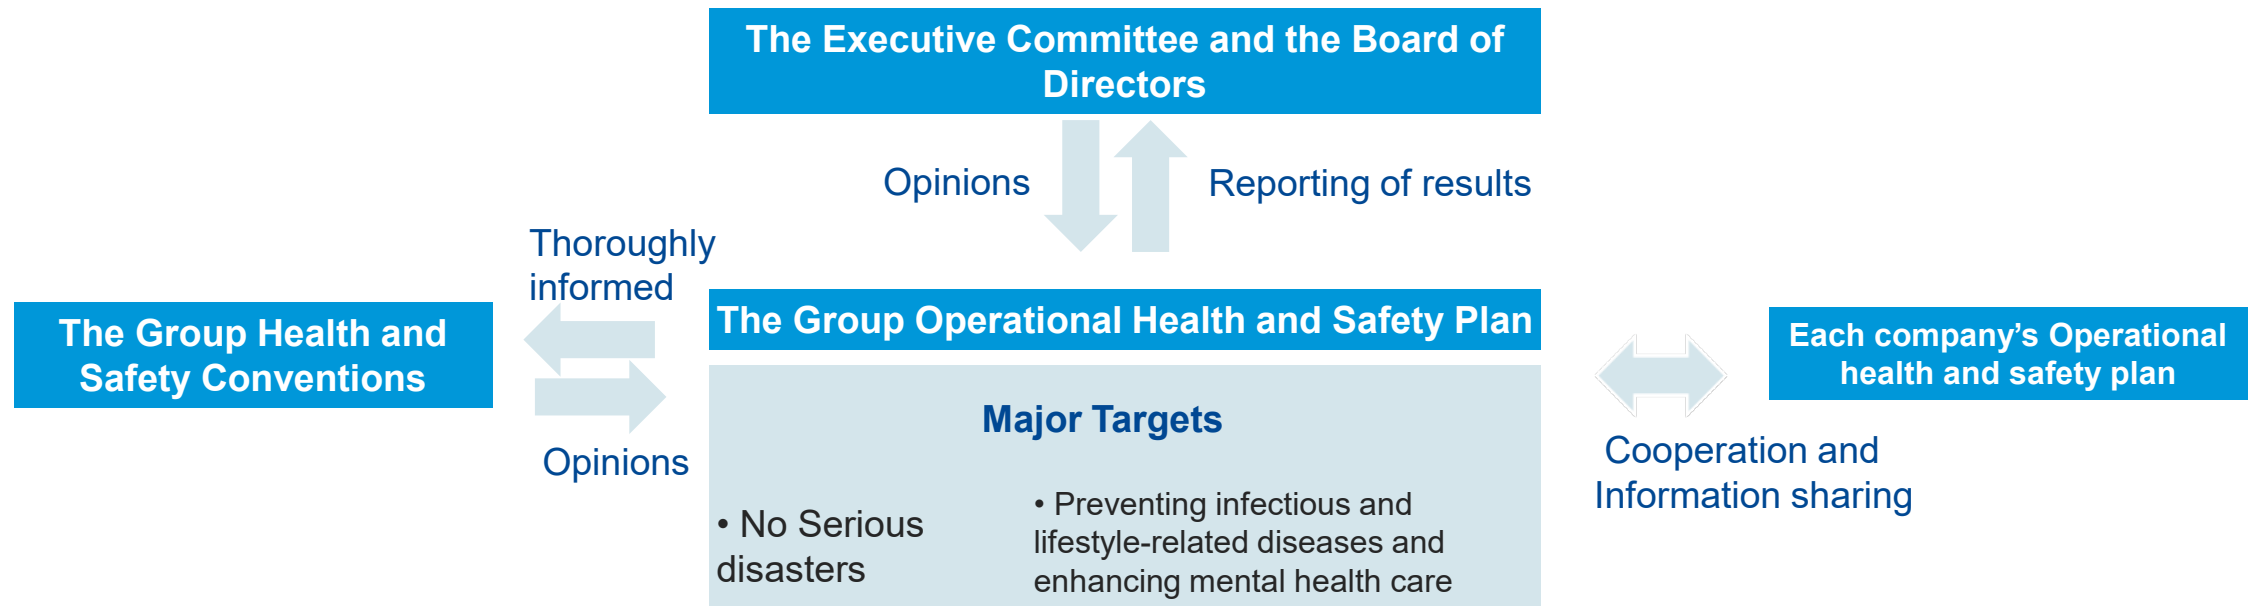 The Executive Committee and the Board of
Directors
Opinions
Reporting of results
Thoroughly
informed
The Group Health and
Safety Conventions
Opinions
The Group Operational Health and Safety Plan
Major Targets
• No Serious
disasters
• Preventing infectious and
lifestyle-related diseases and
enhancing mental health care
Each company’s Operational
health and safety plan
Cooperation and
Information sharing